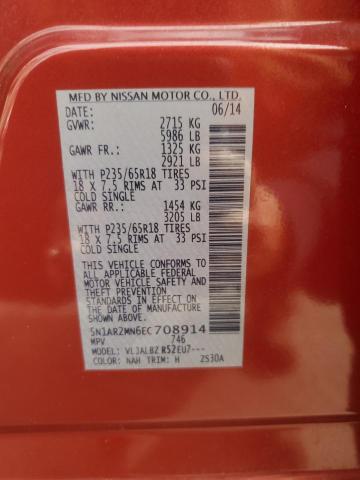 MFD BY NISSAN MOTOR CO., LTD.
DATE: 06/14
GVWR: 2715 KG
5986 LB
GAWR FR.: 1325 KG
2921 LB
WITH P235/65R18 TIRES
18 X 7.5 RIMS AT 33 PSI
COLD SINGLE
GAWR RR.: 1454 KG
3205 LB
WITH P235/65R18 TIRES
18 X 7.5 RIMS AT 33 PSI
COLD SINGLE
THIS VEHICLE CONFORMS TO
ALL APPLICABLE FEDERAL
MOTOR VEHICLE SAFETY
STANDARDS IN EFFECT ON
THE DATE OF MANUFACTURE
SHOWN ABOVE.
5N1AR2MN6EC708914
MPV 746
MODEL: VLJALBZ R52EU7---
COLOR: NAH TRIM: H 2S30A